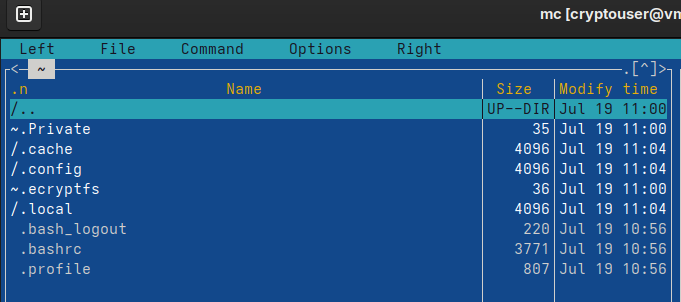 mc [cryptouser@vm
Left File Command Options Right
<- ~ .[^]>
.n Name Size Modify time
/.. UP--DIR Jul 19 11:00
~.Private 35 Jul 19 11:00
/.cache 4096 Jul 19 11:04
/.config 4096 Jul 19 11:04
~.ecryptfs 36 Jul 19 11:00
/.local 4096 Jul 19 11:04
.bash_logout 220 Jul 19 10:56
.bashrc 3771 Jul 19 10:56
.profile 807 Jul 19 10:56